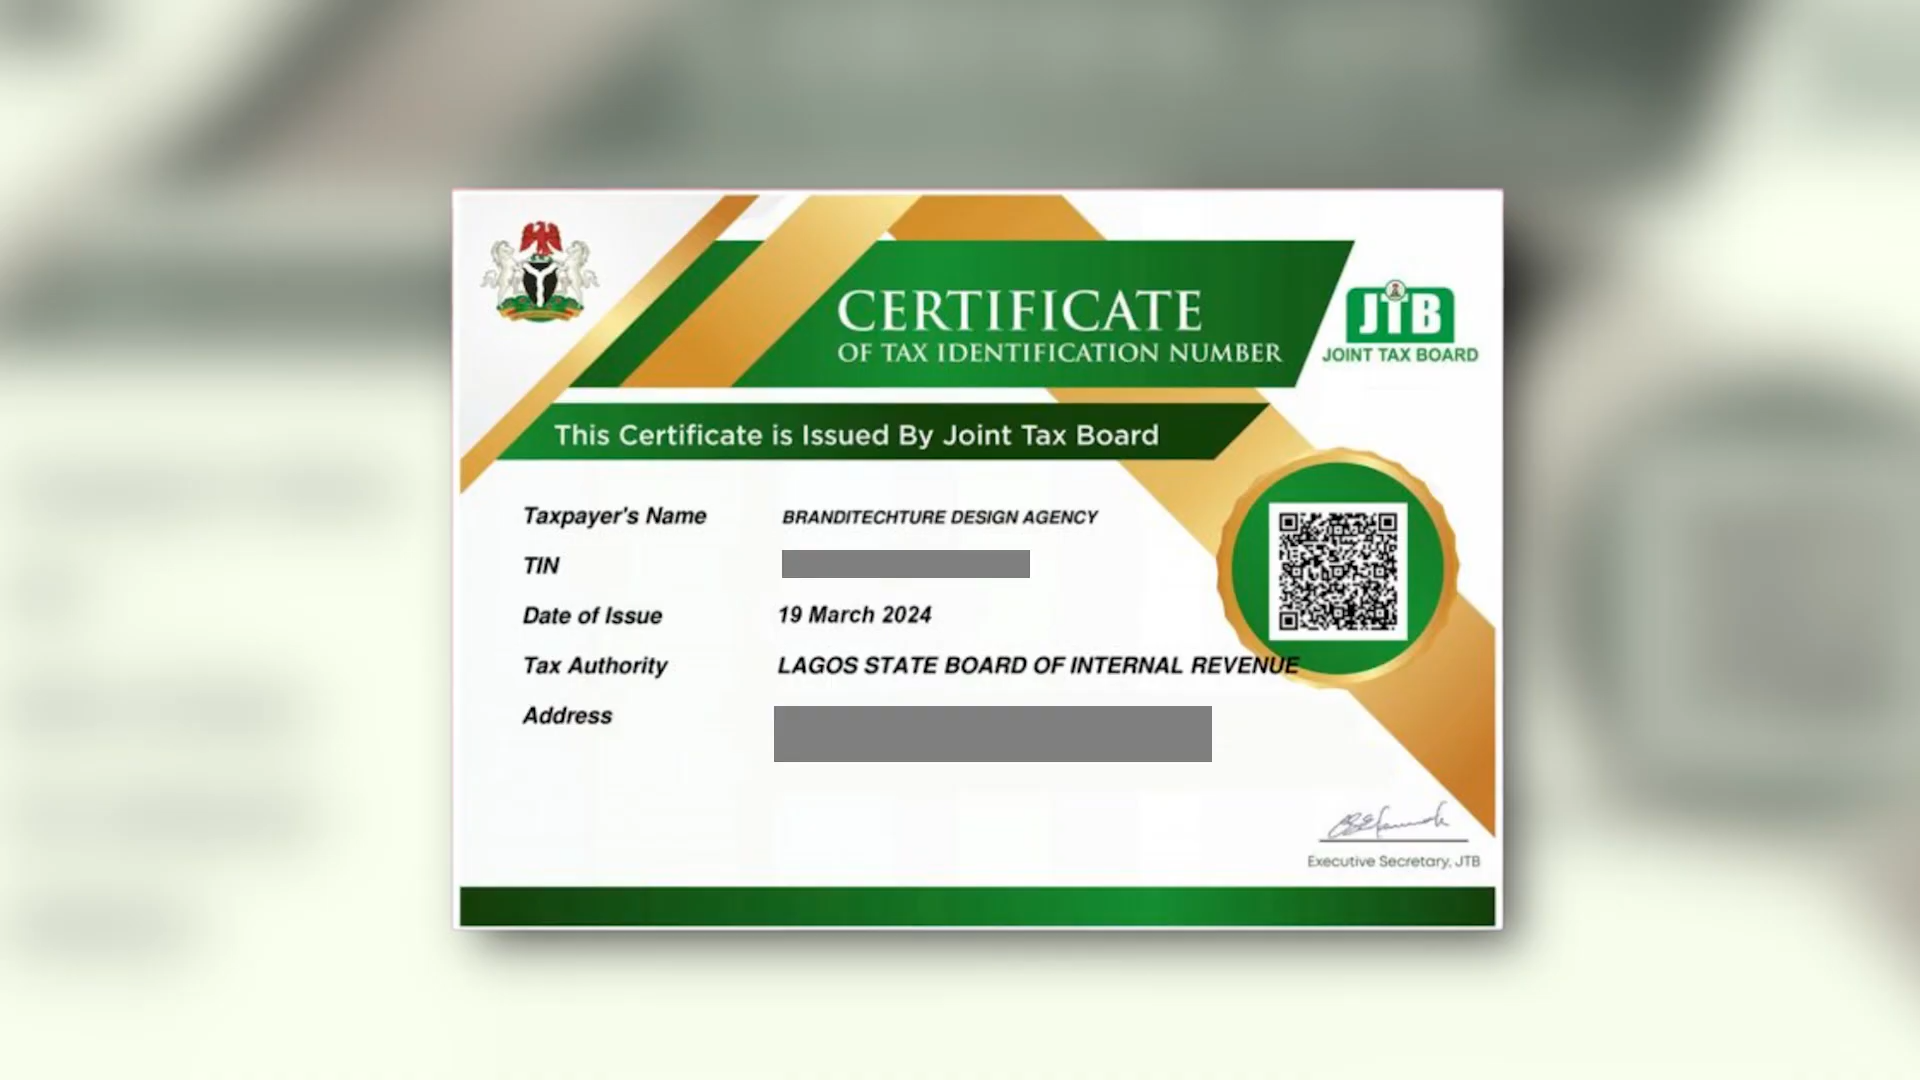 CERTIFICATE
OF TAX IDENTIFICATION NUMBER
JTB
JOINT TAX BOARD
This Certificate is Issued By Joint Tax Board
Taxpayer's Name BRANDITECHTURE DESIGN AGENCY
TIN
Date of Issue 19 March 2024
Tax Authority LAGOS STATE BOARD OF INTERNAL REVENUE
Address
Executive Secretary, JTB